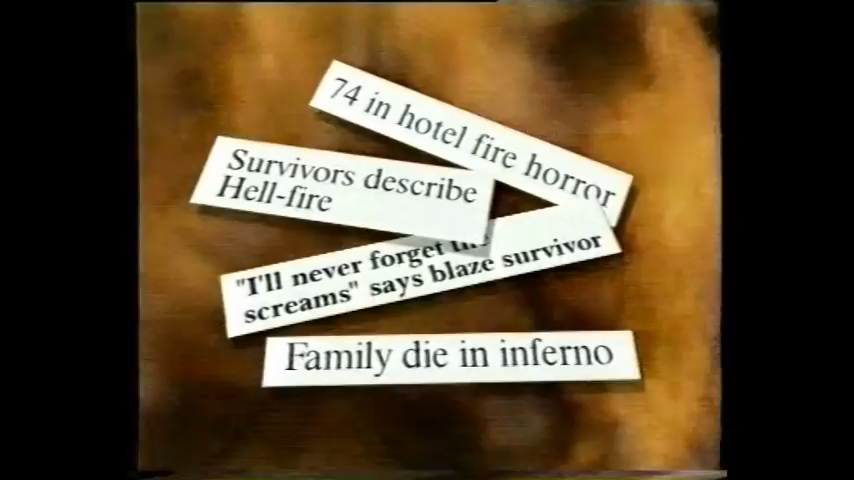 74 in hotel fire horror
Survivors describe
Hell-fire
"I'll never forget the
screams" says blaze survivor
Family die in inferno